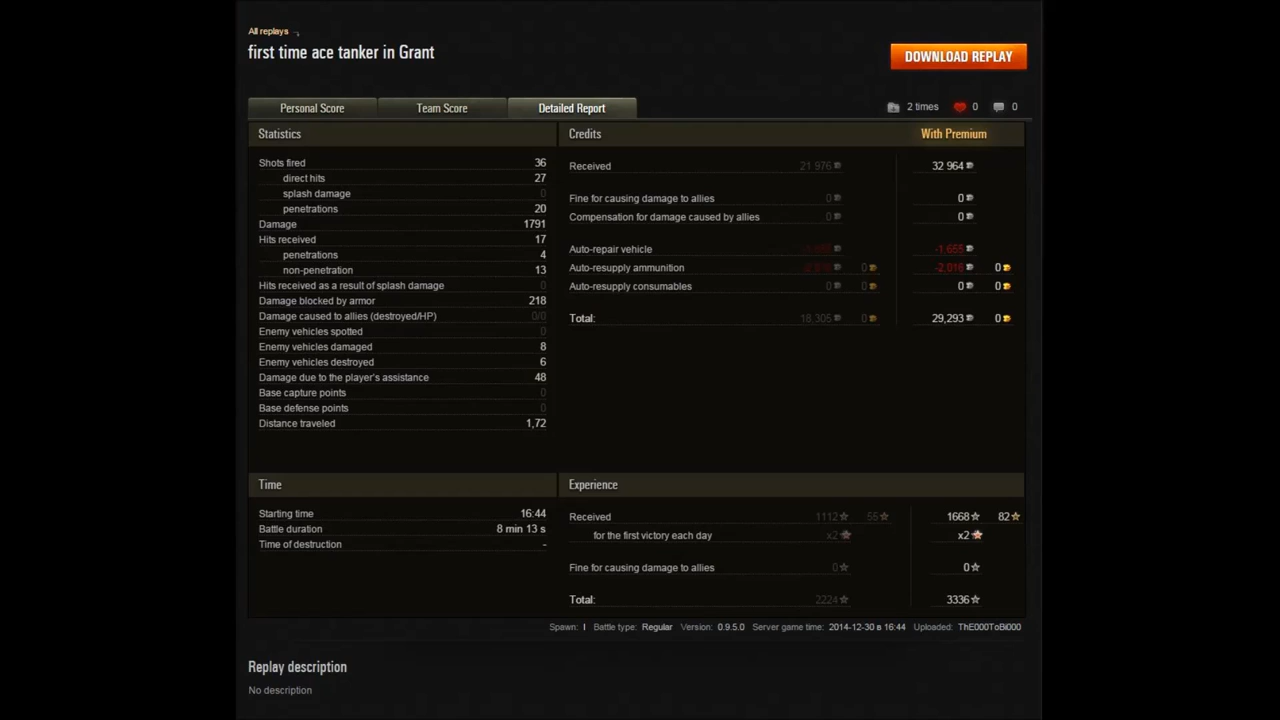 All replays
first time ace tanker in Grant
DOWNLOAD REPLAY
Personal Score
Team Score
Detailed Report
2 times 0 0
Statistics
Shots fired 36
direct hits 27
splash damage 0
penetrations 20
Damage 1791
Hits received 17
penetrations 4
non-penetration 13
Hits received as a result of splash damage 0
Damage blocked by armor 218
Damage caused to allies (destroyed/HP) 0/0
Enemy vehicles spotted 0
Enemy vehicles damaged 8
Enemy vehicles destroyed 6
Damage due to the player's assistance 48
Base capture points 0
Base defense points 0
Distance traveled 1,72
Credits With Premium
Received 21 976 32 964
Fine for causing damage to allies 0 0
Compensation for damage caused by allies 0 0
Auto-repair vehicle -1.655
Auto-resupply ammunition 0 -2,016 0
Auto-resupply consumables 0 0 0 0
Total: 18,305 0 29,293 0
Time
Starting time 16:44
Battle duration 8 min 13 s
Time of destruction -
Experience
Received 1112 55 1668 82
for the first victory each day x2 x2
Fine for causing damage to allies 0 0
Total: 2224 3336
Spawn: I Battle type: Regular Version: 0.9.5.0 Server game time: 2014-12-30 в 16:44 Uploaded: ThE000ToBi000
Replay description
No description